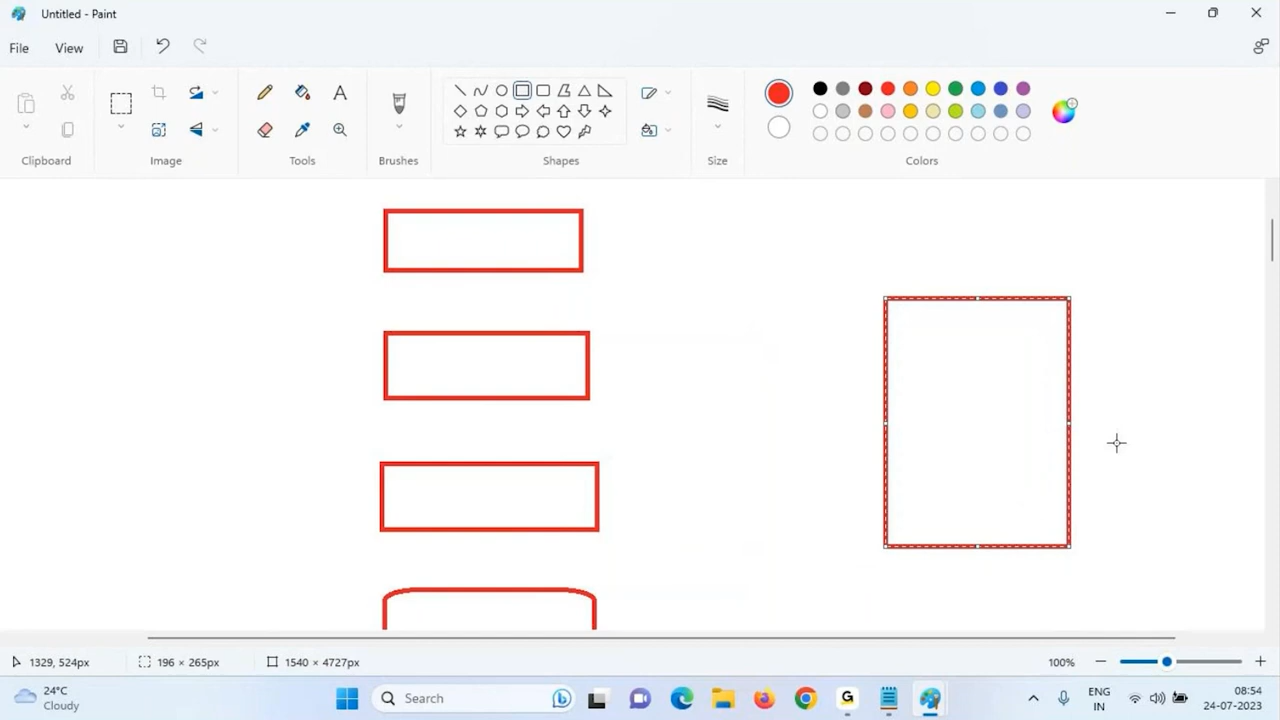 Untitled - Paint
File View
Clipboard Image Tools Brushes Shapes Size Colors
1329, 524px 196 × 265px 1540 × 4727px 100%
24°C
Cloudy
Search
ENG
IN
08:54
24-07-2023